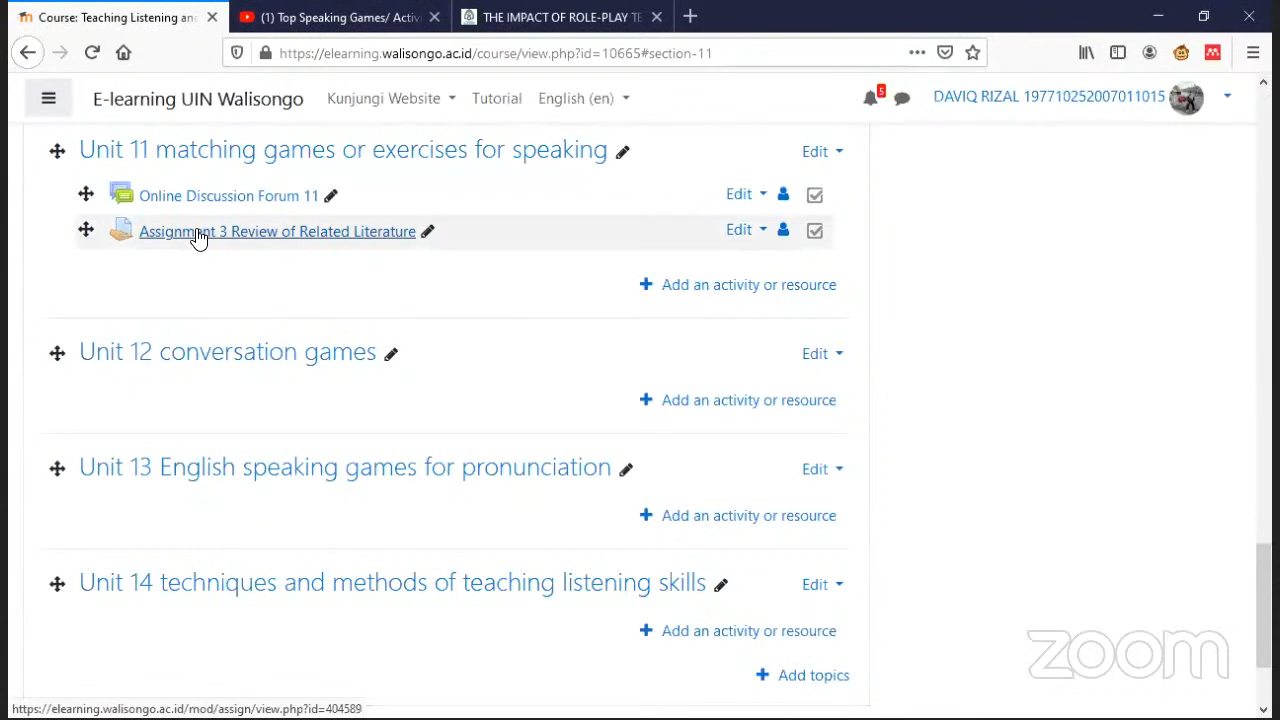 Course: Teaching Listening an
(1) Top Speaking Games/ Activ
THE IMPACT OF ROLE-PLAY TE
https://elearning.walisongo.ac.id/course/view.php?id=10665#section-11
E-learning UIN Walisongo
Kunjungi Website
Tutorial
English (en)
5
DAVIQ RIZAL 197710252007011015
Unit 11 matching games or exercises for speaking
Edit
Online Discussion Forum 11
Edit
Assignment 3 Review of Related Literature
Edit
Add an activity or resource
Unit 12 conversation games
Edit
Add an activity or resource
Unit 13 English speaking games for pronunciation
Edit
Add an activity or resource
Unit 14 techniques and methods of teaching listening skills
Edit
Add an activity or resource
Add topics
zoom
https://elearning.walisongo.ac.id/mod/assign/view.php?id=404589